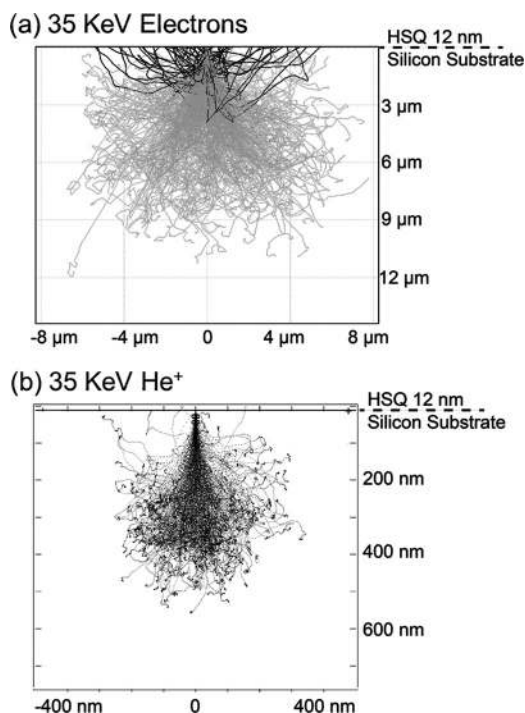 (a) 35 KeV Electrons
HSQ 12 nm
Silicon Substrate
3 µm
6 µm
9 µm
12 µm
-8 µm -4 µm 0 4 µm 8 µm
(b) 35 KeV He⁺
HSQ 12 nm
Silicon Substrate
200 nm
400 nm
600 nm
-400 nm 0 400 nm